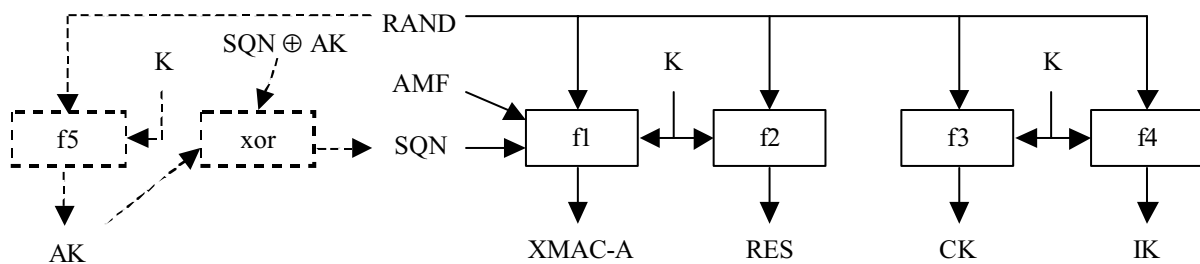 RAND
SQN ⊕ AK
K
K
K
AMF
f5
xor
SQN
f1
f2
f3
f4
AK
XMAC-A
RES
CK
IK